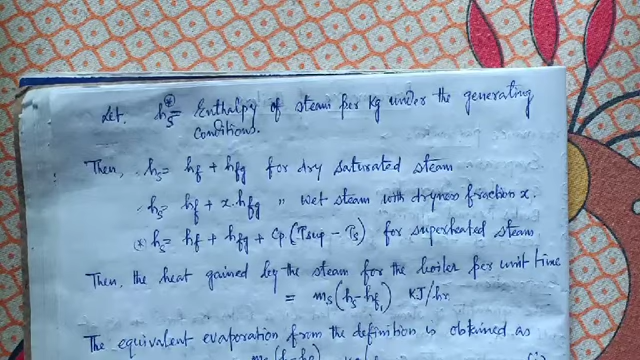 Let. hs = Enthalpy of steam per kg under the generating
conditions.
Then, hs = hf + hfg for dry saturated steam
hs = hf + x.hfg " wet steam with dryness fraction x.
(*) hs = hf + hfg + Cp (Tsup - Ts) for superheated steam
Then, the heat gained by the steam for the boiler per unit time
= ms (hs - hf1) KJ/hr
The equivalent evaporation from the definition is obtained as